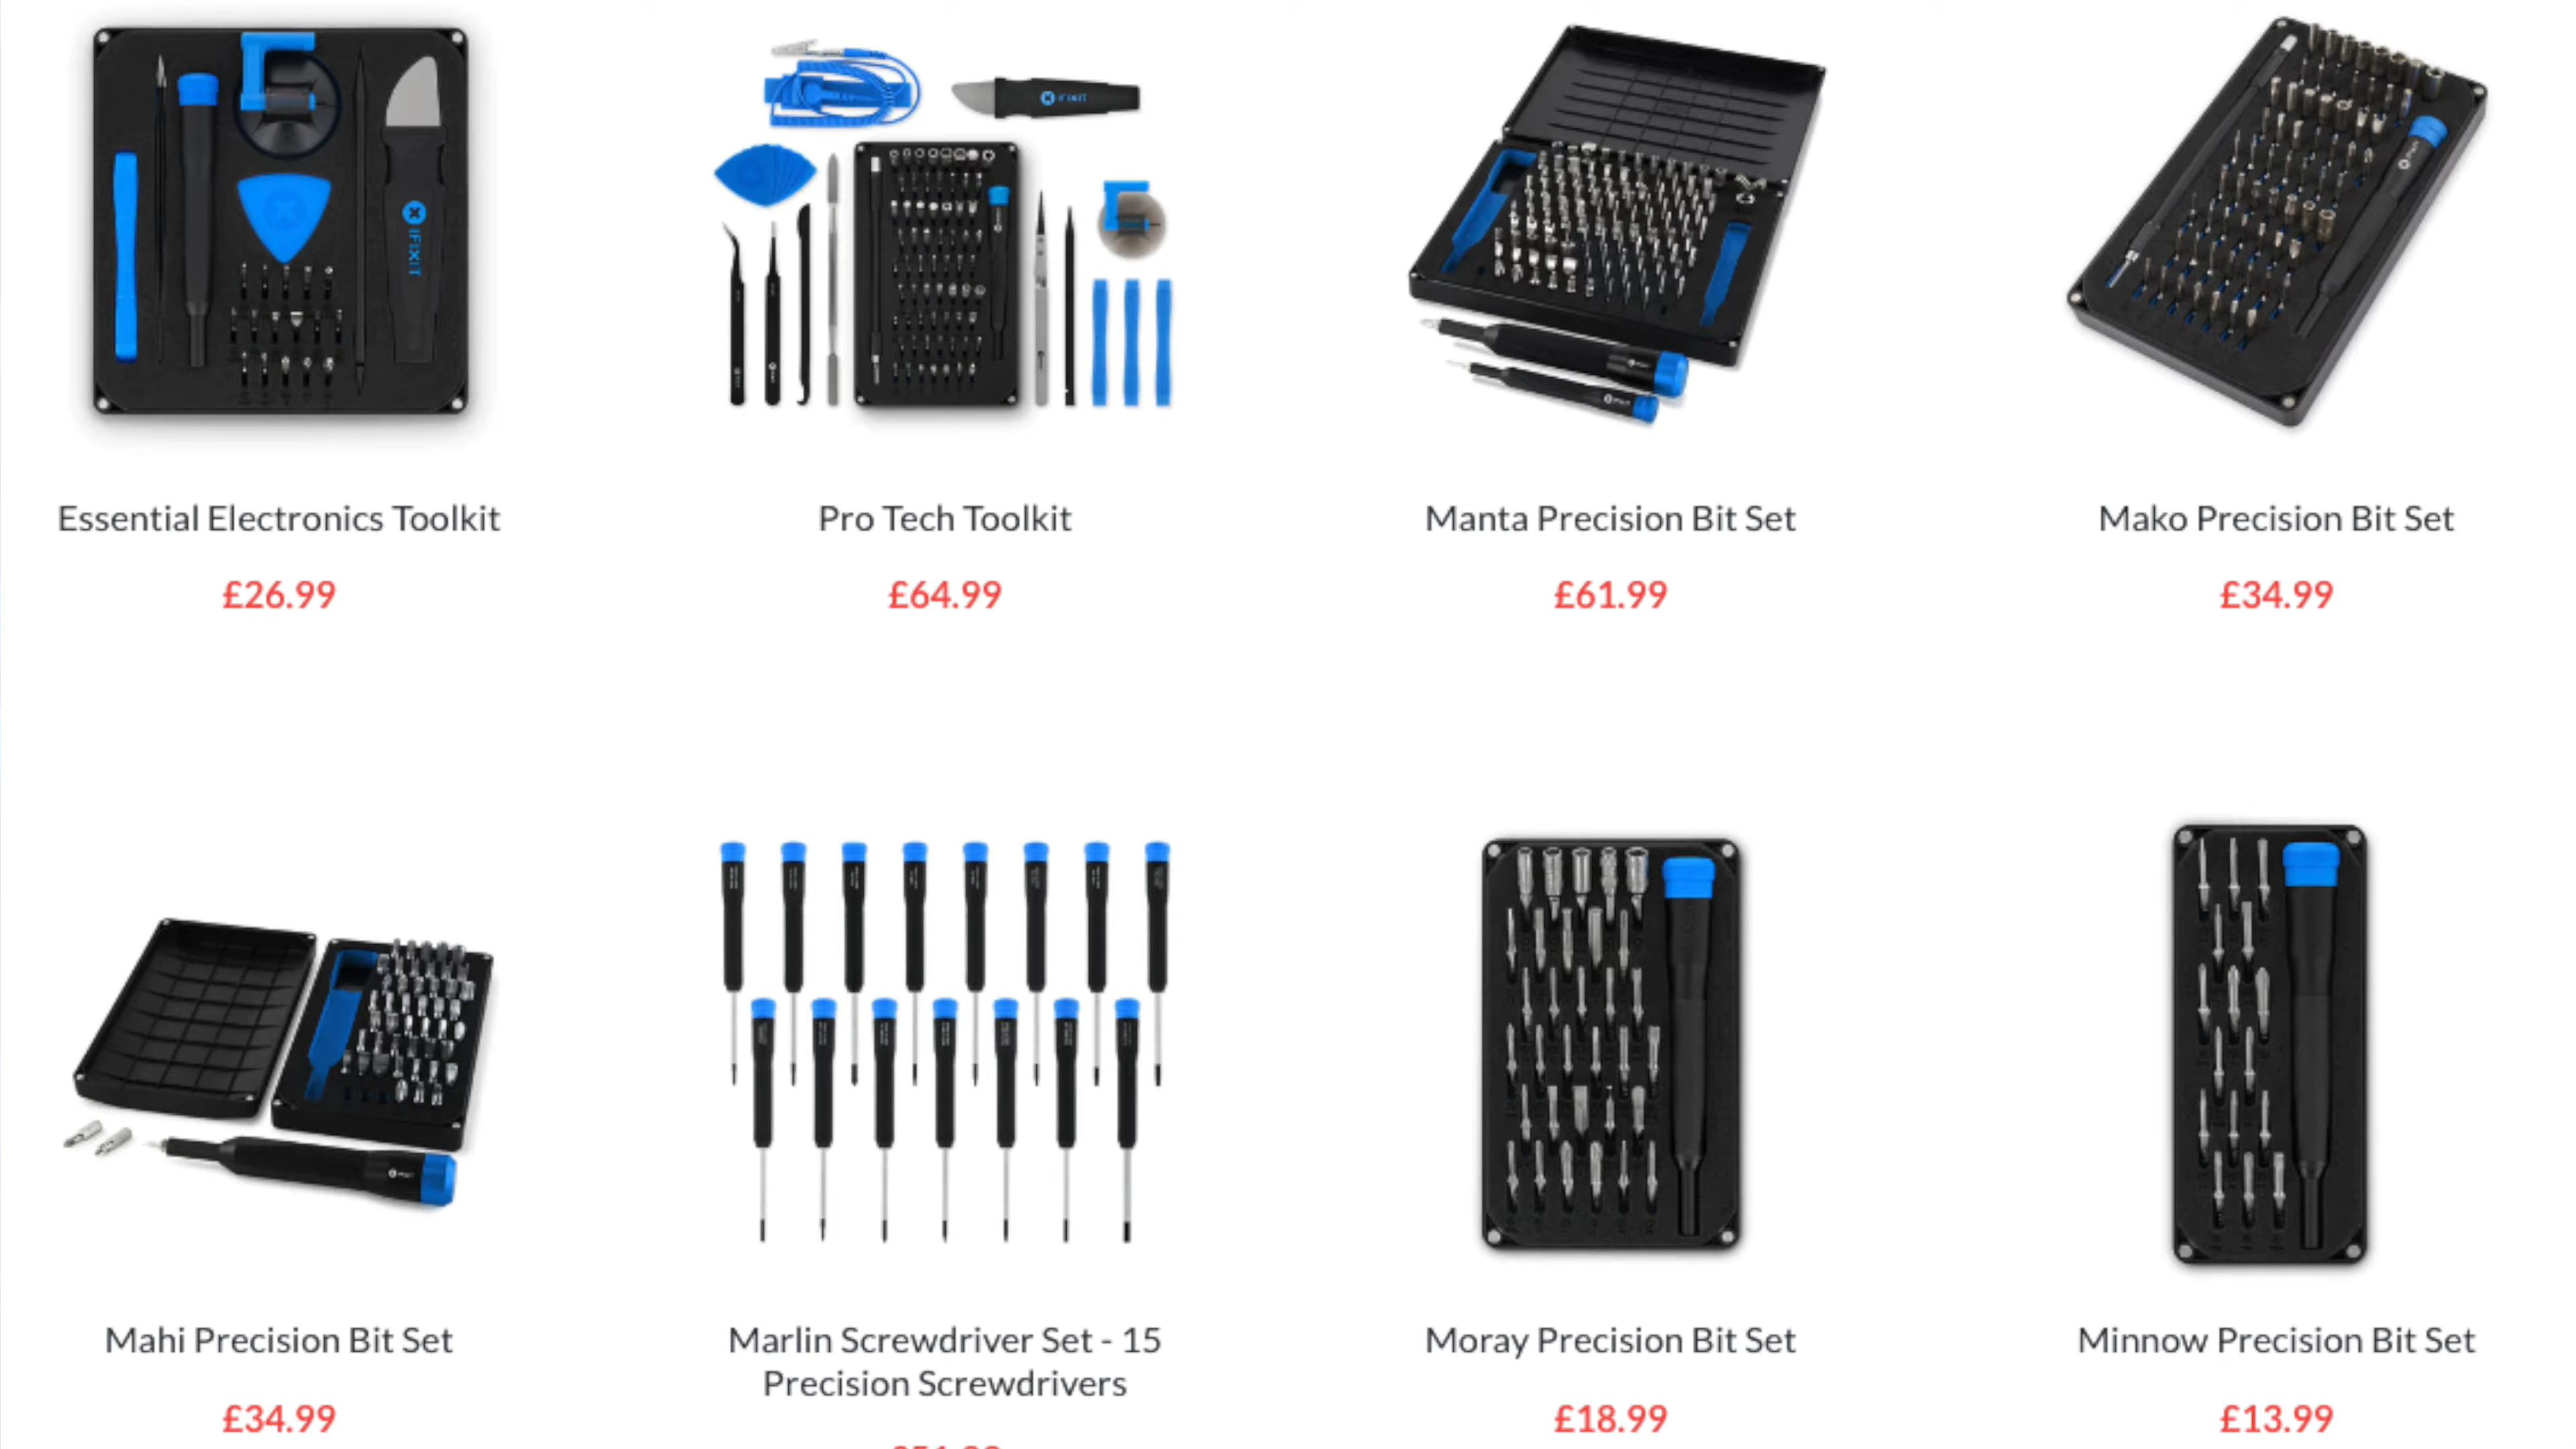 IFIXIT
IFIXIT
Essential Electronics Toolkit
Pro Tech Toolkit
Manta Precision Bit Set
Mako Precision Bit Set
£26.99
£64.99
£61.99
£34.99
Mahi Precision Bit Set
Marlin Screwdriver Set - 15
Precision Screwdrivers
Moray Precision Bit Set
Minnow Precision Bit Set
£34.99
£18.99
£13.99